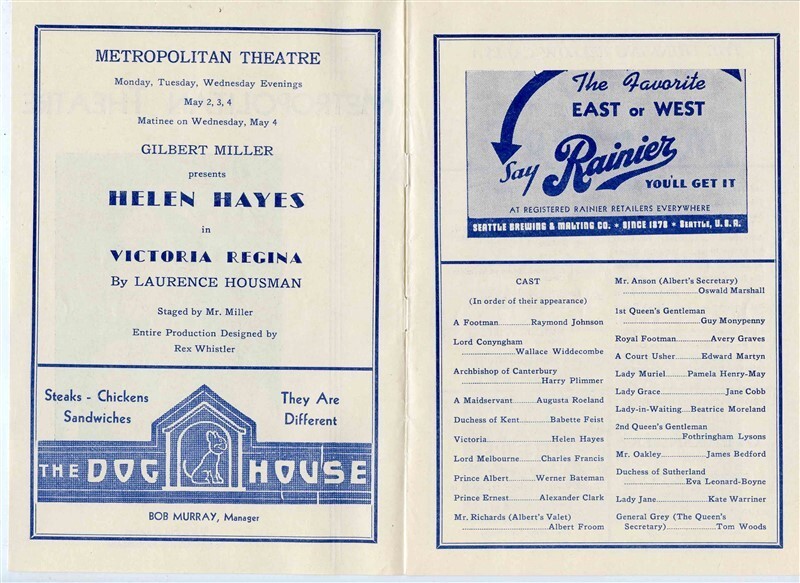 METROPOLITAN THEATRE
Monday, Tuesday, Wednesday Evenings
May 2, 3, 4
Matinee on Wednesday, May 4
GILBERT MILLER
presents
HELEN HAYES
in
VICTORIA REGINA
By LAURENCE HOUSMAN
Staged by Mr. Miller
Entire Production Designed by
Rex Whistler
Steaks - Chickens
Sandwiches
They Are
Different
THE DOG HOUSE
BOB MURRAY, Manager
The Favorite
EAST or WEST
Say Rainier
YOU'LL GET IT
AT REGISTERED RAINIER RETAILERS EVERYWHERE
SEATTLE BREWING & MALTING CO. * SINCE 1878 * SEATTLE, U.S.A.
CAST
(In order of their appearance)
A Footman..............Raymond Johnson
Lord Conyngham
..........................Wallace Widdecombe
Archbishop of Canterbury
......................................Harry Plimmer
A Maidservant........Augusta Roeland
Duchess of Kent..........Babette Feist
Victoria............................Helen Hayes
Lord Melbourne..........Charles Francis
Prince Albert............Werner Bateman
Prince Ernest............Alexander Clark
Mr. Richards (Albert's Valet)
........................................Albert Froom
Mr. Anson (Albert's Secretary)
................................Oswald Marshall
1st Queen's Gentleman
................................Guy Monypenny
Royal Footman..............Avery Graves
A Court Usher..........Edward Martyn
Lady Muriel........Pamela Henry-May
Lady Grace........................Jane Cobb
Lady-in-Waiting..Beatrice Moreland
2nd Queen's Gentleman
..........................Fothringham Lysons
Mr. Oakley..................James Bedford
Duchess of Sutherland
..........................Eva Leonard-Boyne
Lady Jane....................Kate Warriner
General Grey (The Queen's
Secretary)....................Tom Woods